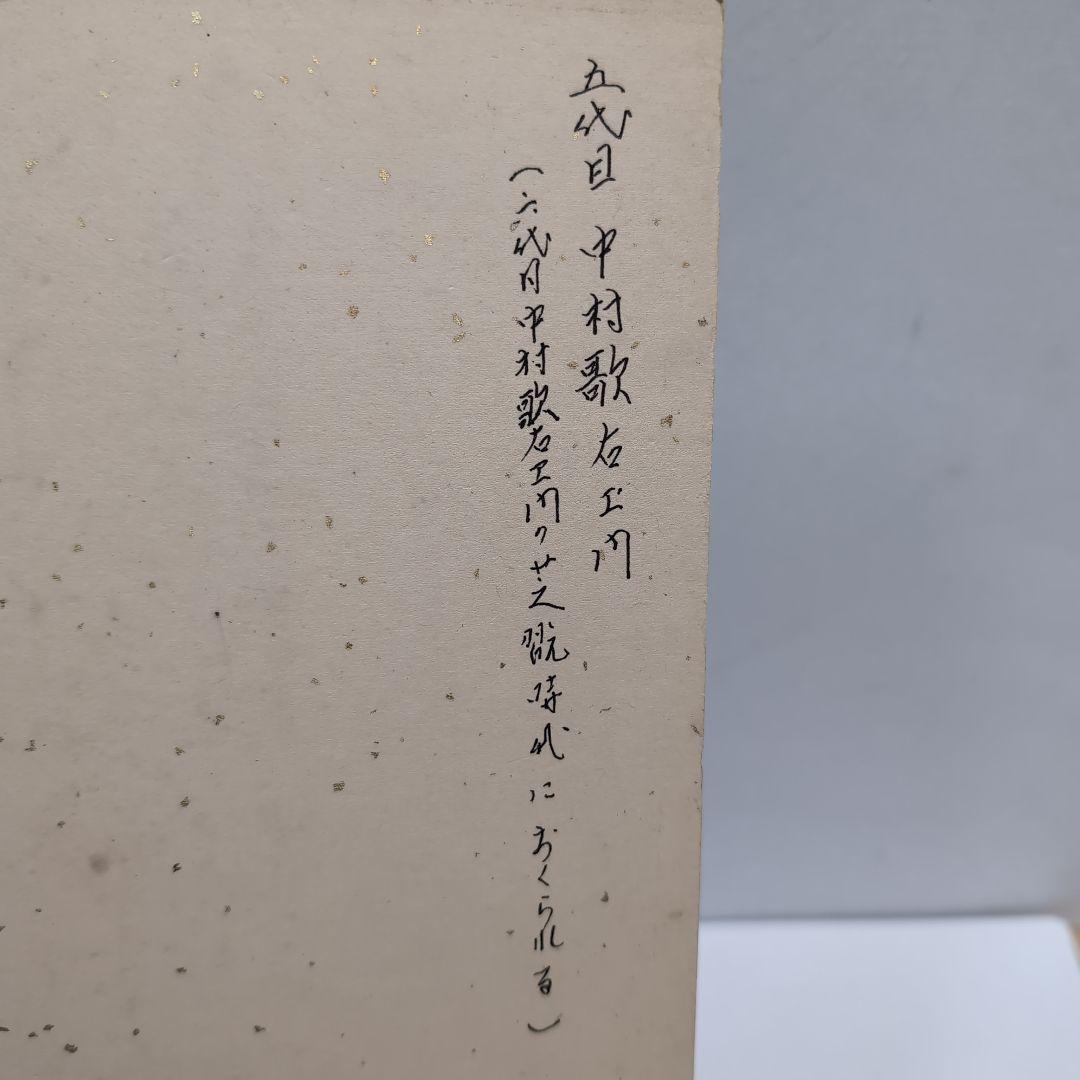 五代目 中村歌右エ門
(六代目中村歌右エ門の芝翫時代におくられる)